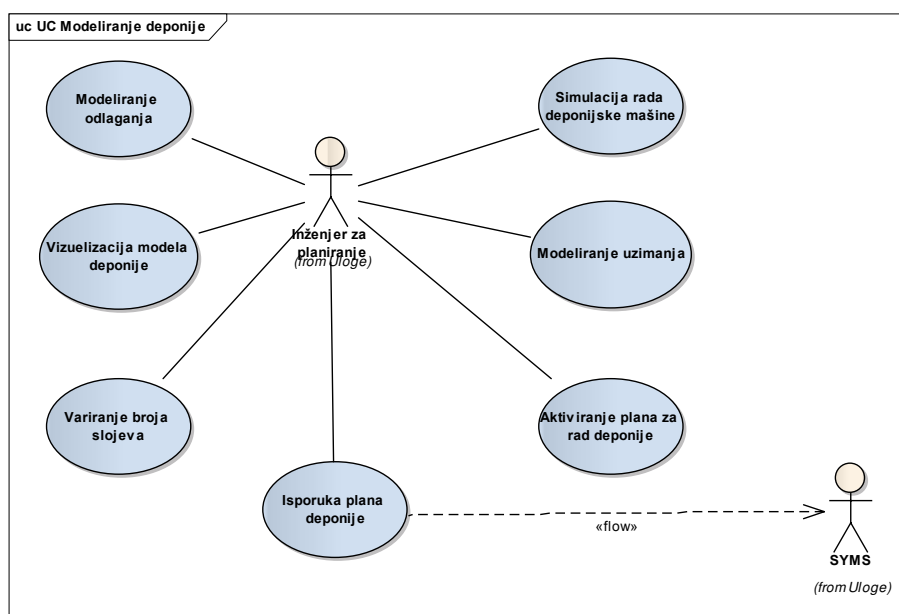 uc UC Modeliranje deponije
Modeliranje
odlaganja
Simulacija rada
deponijske mašine
Inženjer za
planiranje
(from Uloge)
Vizuelizacija modela
deponije
Modeliranje uzimanja
Variranje broja
slojeva
Aktiviranje plana za
rad deponije
Isporuka plana
deponije
«flow»
SYMS
(from Uloge)